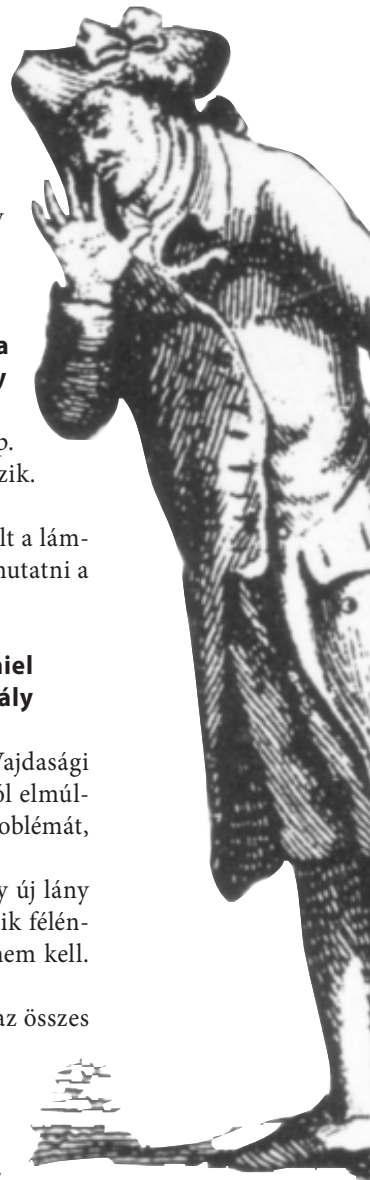 a
y
p.
zik.
lt a lám-
mutatni a
niel
ály
Vajdasági
ól elmúl-
oblémát,
y új lány
ik félén-
nem kell.
az összes